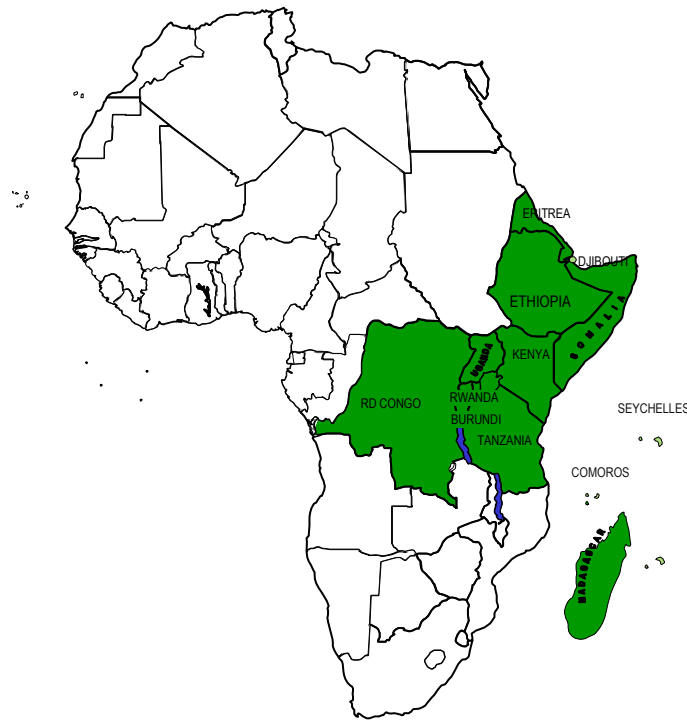 ERITREA
DJIBOUTI
ETHIOPIA
SOMALIA
UGANDA
KENYA
RD CONGO
RWANDA
BURUNDI
TANZANIA
SEYCHELLES
COMOROS
MADAGASCAR